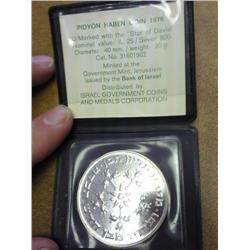 PIDYON HABEN COIN 1976
Marked with the "Star of David
Nominal value: IL. 25 / Silver 800
Diameter: 40 mm / weight: 30 g
Cat. No. 31601902
Minted at the
Government Mint, Jerusalem
Issued by the Bank of Israel
Distributed by
ISRAEL GOVERNMENT COINS
AND MEDALS CORPORATION